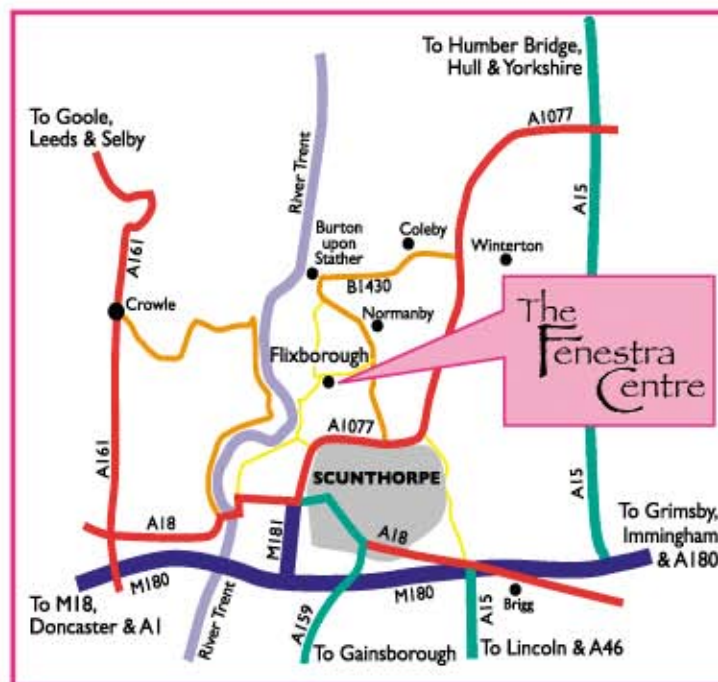 To Humber Bridge,
Hull & Yorkshire
To Goole,
Leeds & Selby
A1077
River Trent
A15
Burton
upon
Stather
Coleby
Winterton
A161
B1430
Crowle
Normanby
The
Fenestra
Centre
Flixborough
A1077
A161
SCUNTHORPE
A15
A18
M181
A18
To Grimsby,
Immingham
& A180
M180
M180
A15
Brigg
To M18,
Doncaster & A1
River Trent
A159
To Gainsborough
To Lincoln & A46